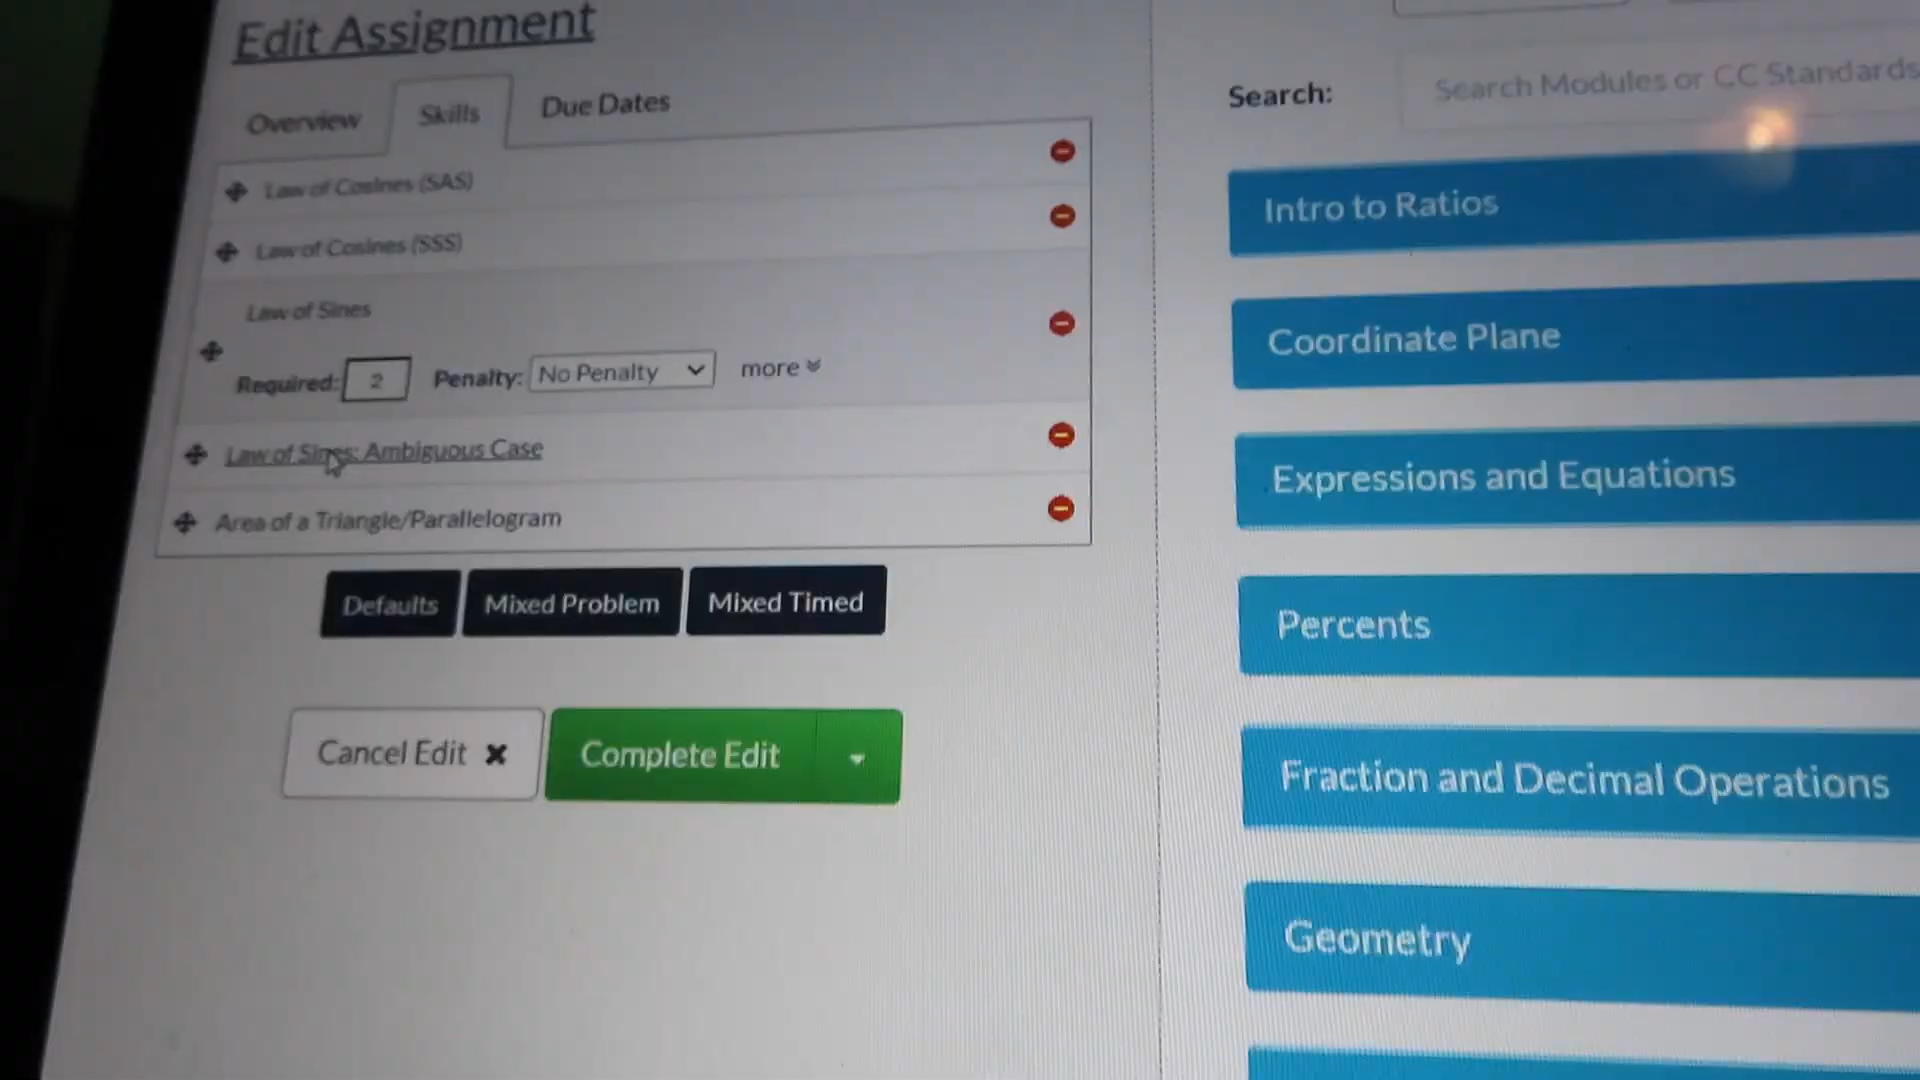 Edit Assignment
Overview
Skills
Due Dates
Law of Cosines (SAS)
Law of Cosines (SSS)
Law of Sines
Required: 2 Penalty: No Penalty more
Law of Sines: Ambiguous Case
Area of a Triangle/Parallelogram
Defaults
Mixed Problem
Mixed Timed
Cancel Edit
Complete Edit
Search: Search Modules or CC Standards
Intro to Ratios
Coordinate Plane
Expressions and Equations
Percents
Fraction and Decimal Operations
Geometry